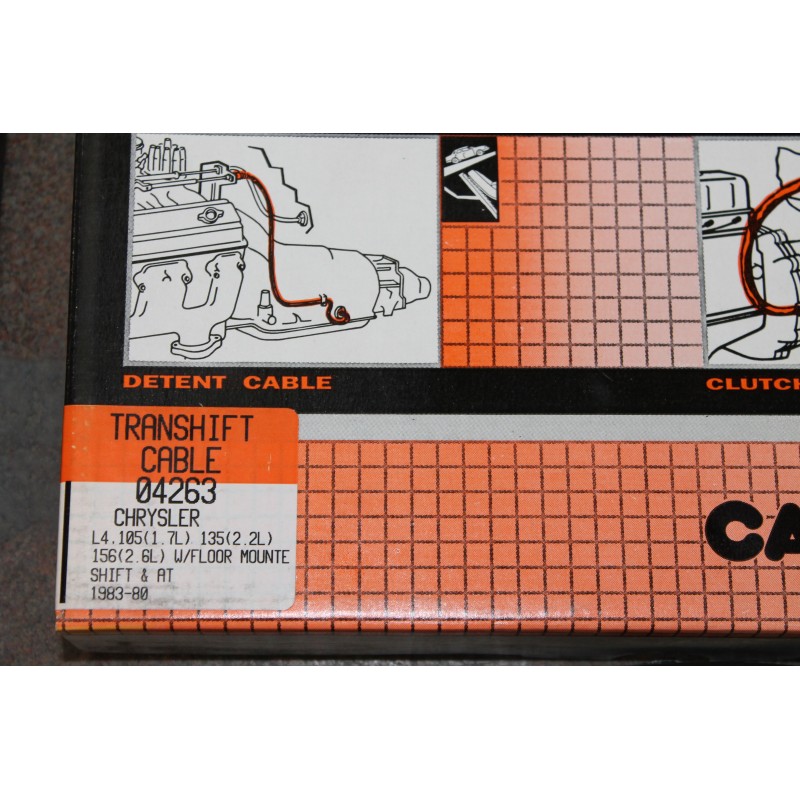 DETENT CABLE
CLUTCH
TRANSHIFT
CABLE
04263
CHRYSLER
L4.105(1.7L) 135(2.2L)
156(2.6L) W/FLOOR MOUNTE
SHIFT & AT
1983-80
CA